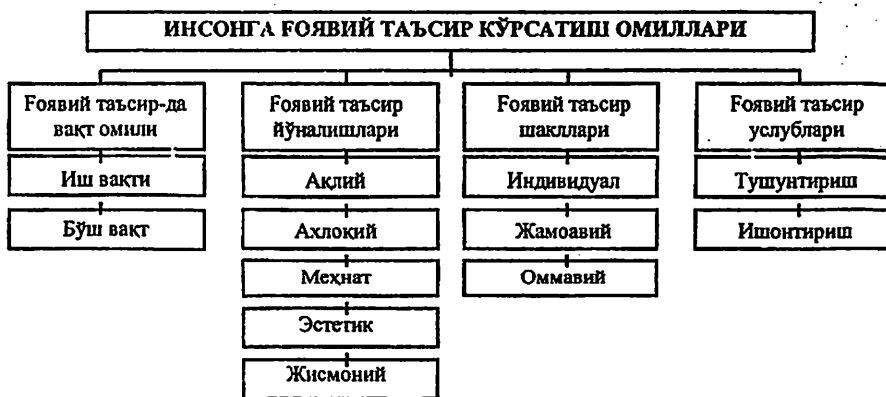 ИНСОНГА ҒОЯВИЙ ТАЪСИР КЎРСАТИШ ОМИЛЛАРИ
Ғоявий таъсир-да
вақт омили
Иш вақти
Бўш вақт
Ғоявий таъсир
йўналишлари
Ақлий
Ахлоқий
Меҳнат
Эстетик
Жисмоний
Ғоявий таъсир
шакллари
Индивидуал
Жамоавий
Оммавий
Ғоявий таъсир
услублари
Тушунтириш
Ишонтириш